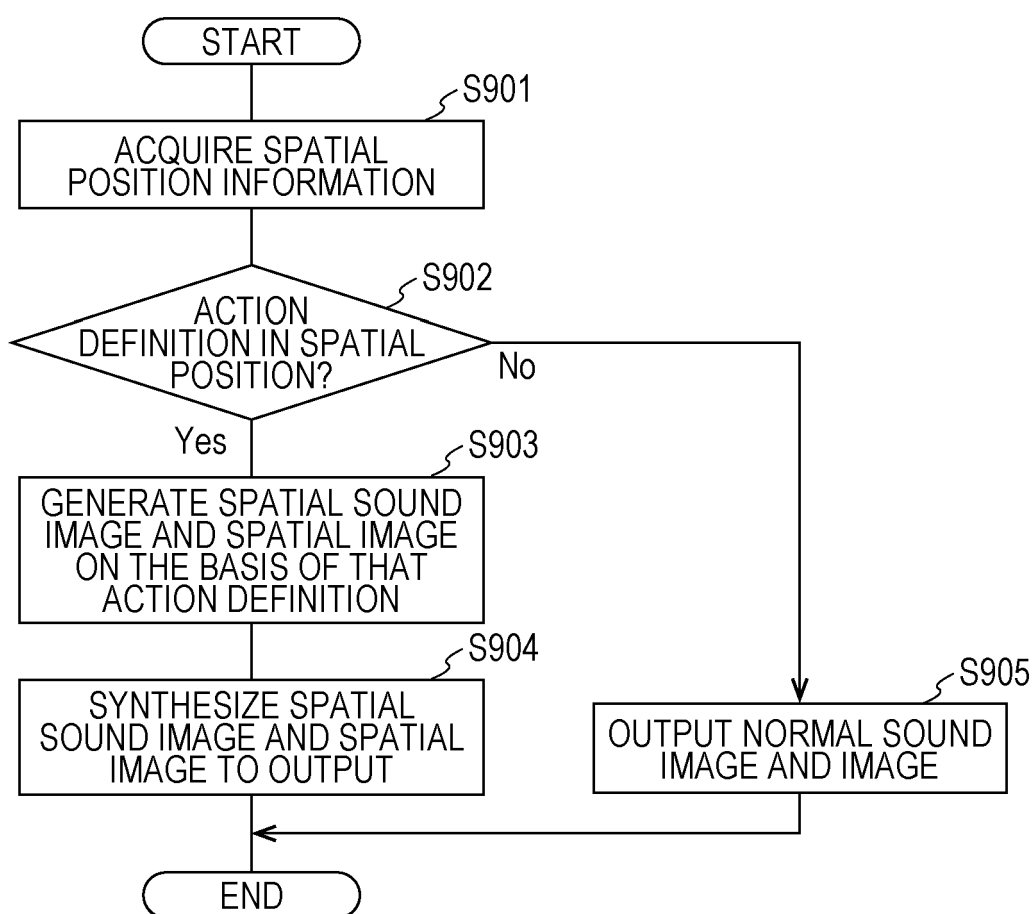 START
S901
ACQUIRE SPATIAL
POSITION INFORMATION
S902
ACTION
DEFINITION IN SPATIAL
POSITION?
No
Yes
S903
GENERATE SPATIAL SOUND
IMAGE AND SPATIAL IMAGE
ON THE BASIS OF THAT
ACTION DEFINITION
S904
SYNTHESIZE SPATIAL
SOUND IMAGE AND SPATIAL
IMAGE TO OUTPUT
S905
OUTPUT NORMAL SOUND
IMAGE AND IMAGE
END